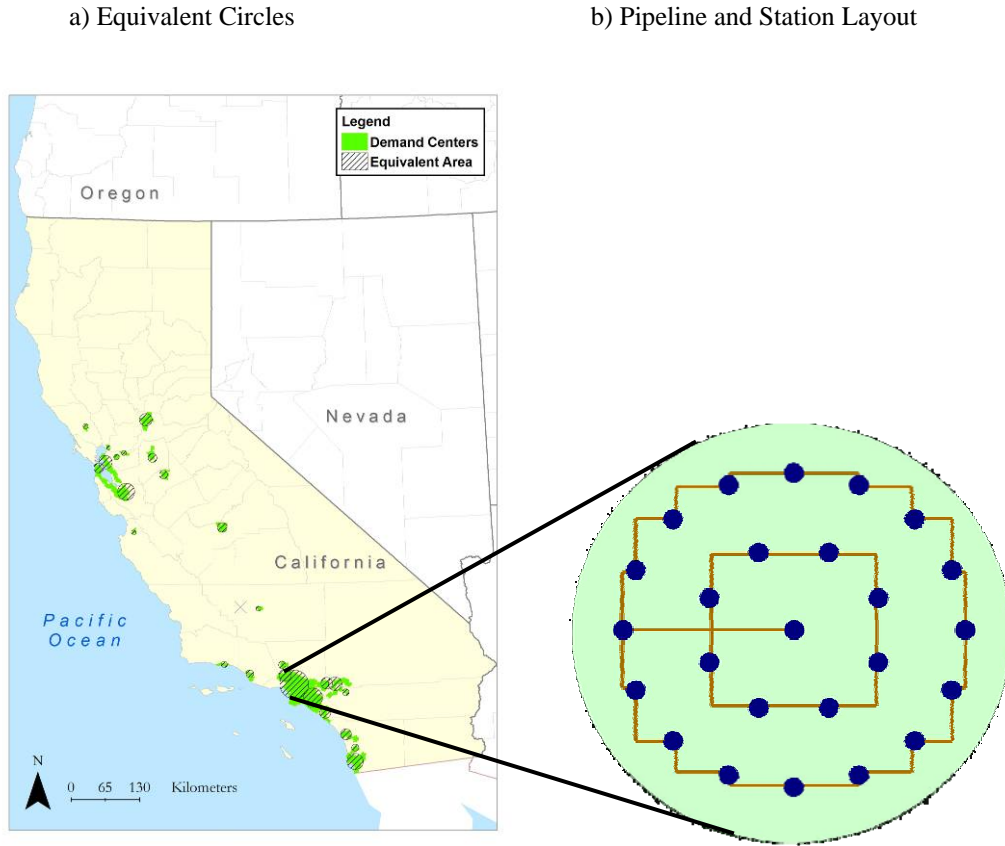 a) Equivalent Circles
b) Pipeline and Station Layout
Legend
Demand Centers
Equivalent Area
Oregon
Nevada
California
Pacific
Ocean
N
0 65 130 Kilometers